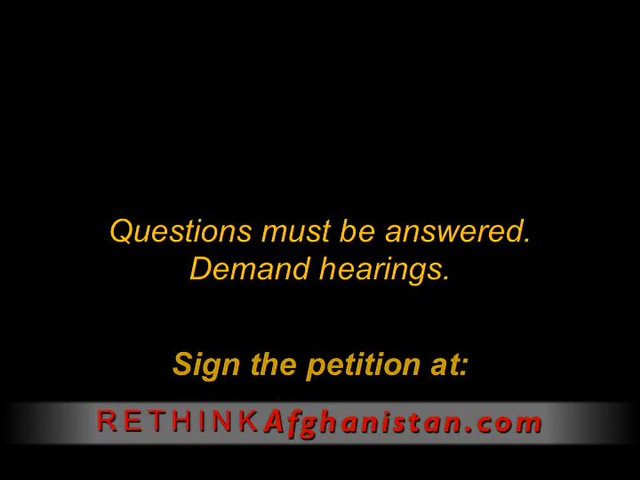 Questions must be answered.
Demand hearings.
Sign the petition at:
RETHINKAfghanistan.com